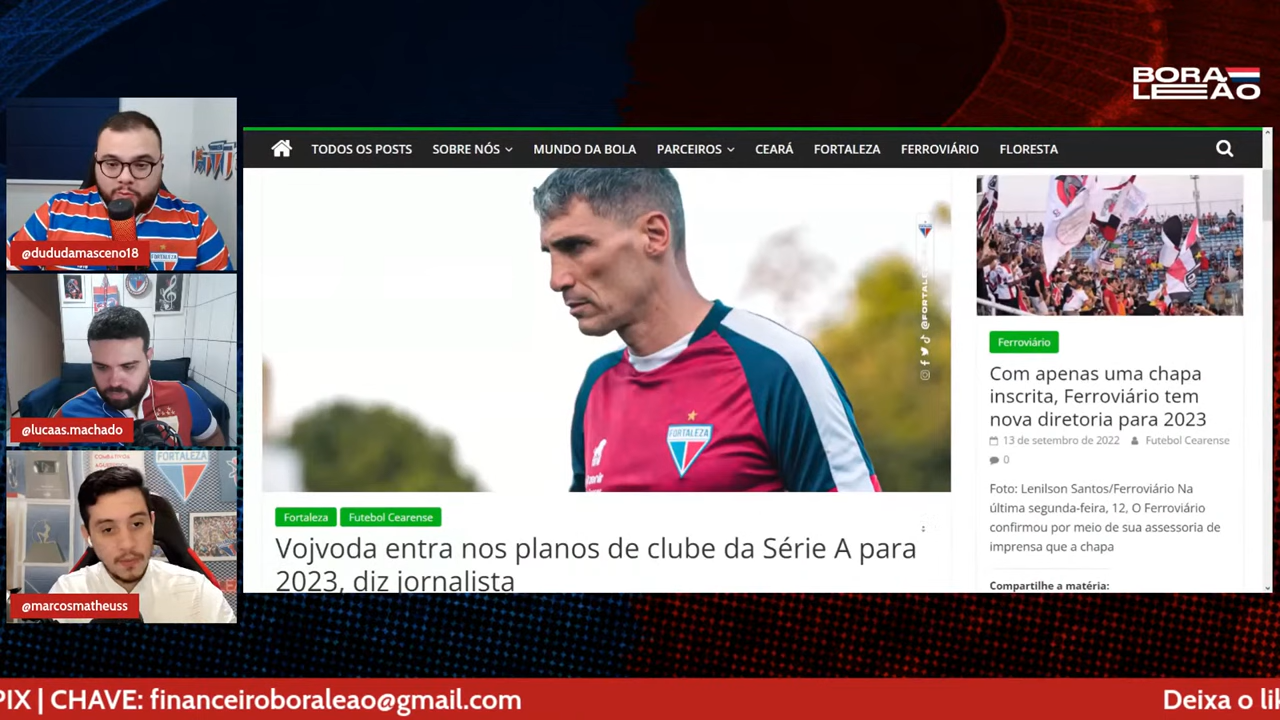 BORA
LEÃO
TODOS OS POSTS
SOBRE NÓS
MUNDO DA BOLA
PARCEIROS
CEARÁ
FORTALEZA
FERROVIÁRIO
FLORESTA
@dududamasceno18
FORTALEZA
@lucaas.machado
FORTALEZA
@marcosmatheuss
FORTALEZA
Fortaleza
Futebol Cearense
Vojvoda entra nos planos de clube da Série A para
2023, diz jornalista
Ferroviário
Com apenas uma chapa
inscrita, Ferroviário tem
nova diretoria para 2023
13 de setembro de 2022
Futebol Cearense
0
Foto: Lenilson Santos/Ferroviário Na
última segunda-feira, 12, O Ferroviário
confirmou por meio de sua assessoria de
imprensa que a chapa
Compartilhe a matéria:
PIX | CHAVE: financeiroboraleao@gmail.com
Deixa o lik